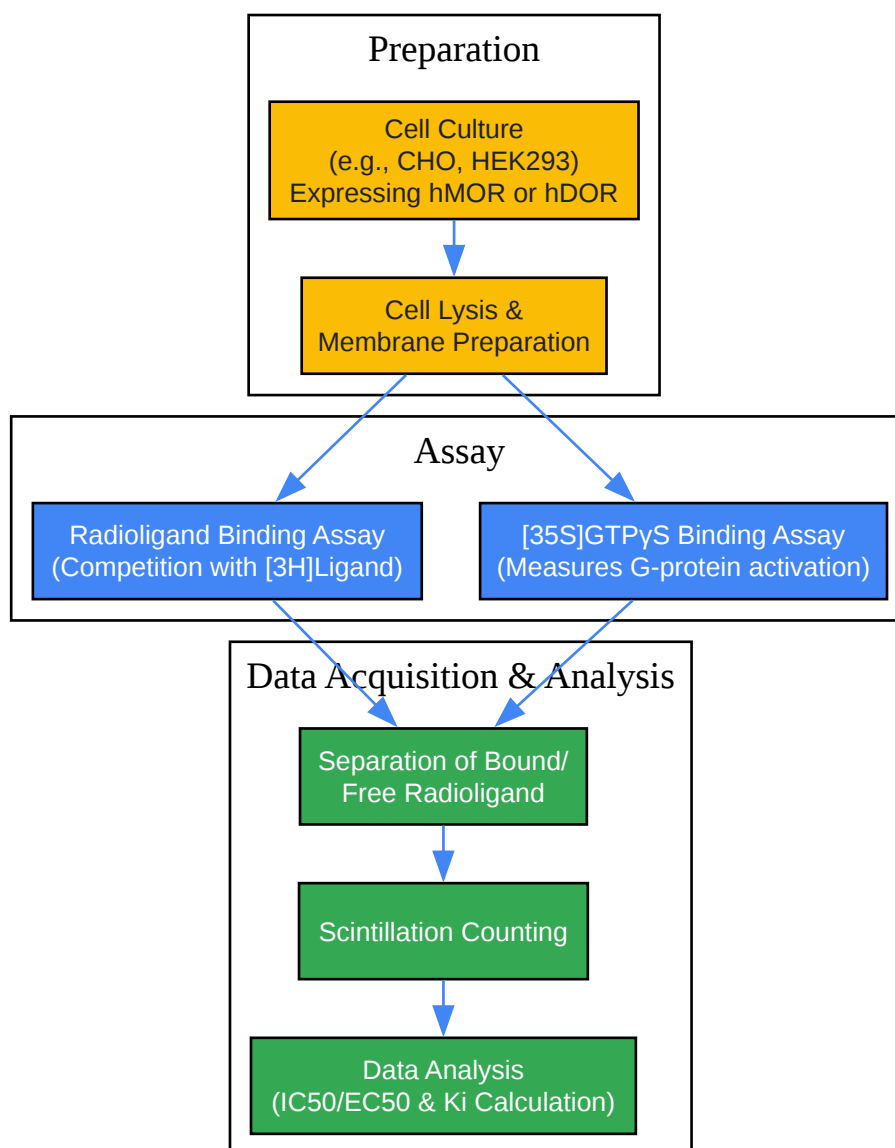 Preparation
Cell Culture
(e.g., CHO, HEK293)
Expressing hMOR or hDOR
Cell Lysis &
Membrane Preparation
Assay
Radioligand Binding Assay
(Competition with [3H]Ligand)
[35S]GTPγS Binding Assay
(Measures G-protein activation)
Data Acquisition & Analysis
Separation of Bound/
Free Radioligand
Scintillation Counting
Data Analysis
(IC50/EC50 & Ki Calculation)